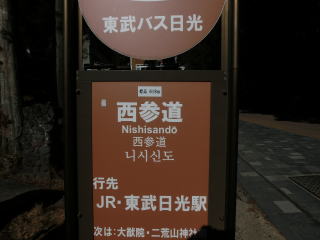 東武バス日光
西参道
Nishisandō
西参道
니시산도
行先
JR・東武日光駅
次は：大猷院・二荒山神社